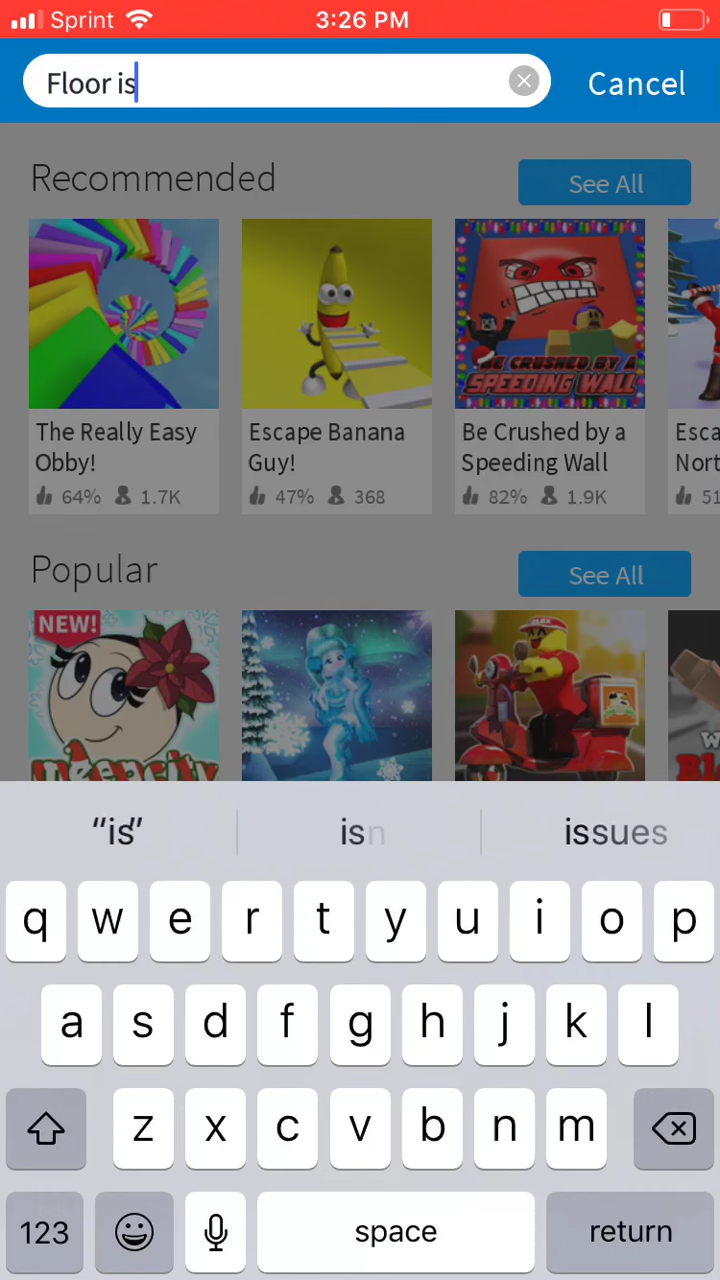 Sprint 3:26 PM
Floor is Cancel
Recommended See All
The Really Easy Obby! 
64% 1.7K
Escape Banana Guy!
47% 368
BE CRUSHED BY A
SPEEDING WALL
Be Crushed by a
Speeding Wall
82% 1.9K
Esca
Nort
51
Popular See All
NEW!
“is” isn issues
q w e r t y u i o p
a s d f g h j k l
z x c v b n m
123 space return